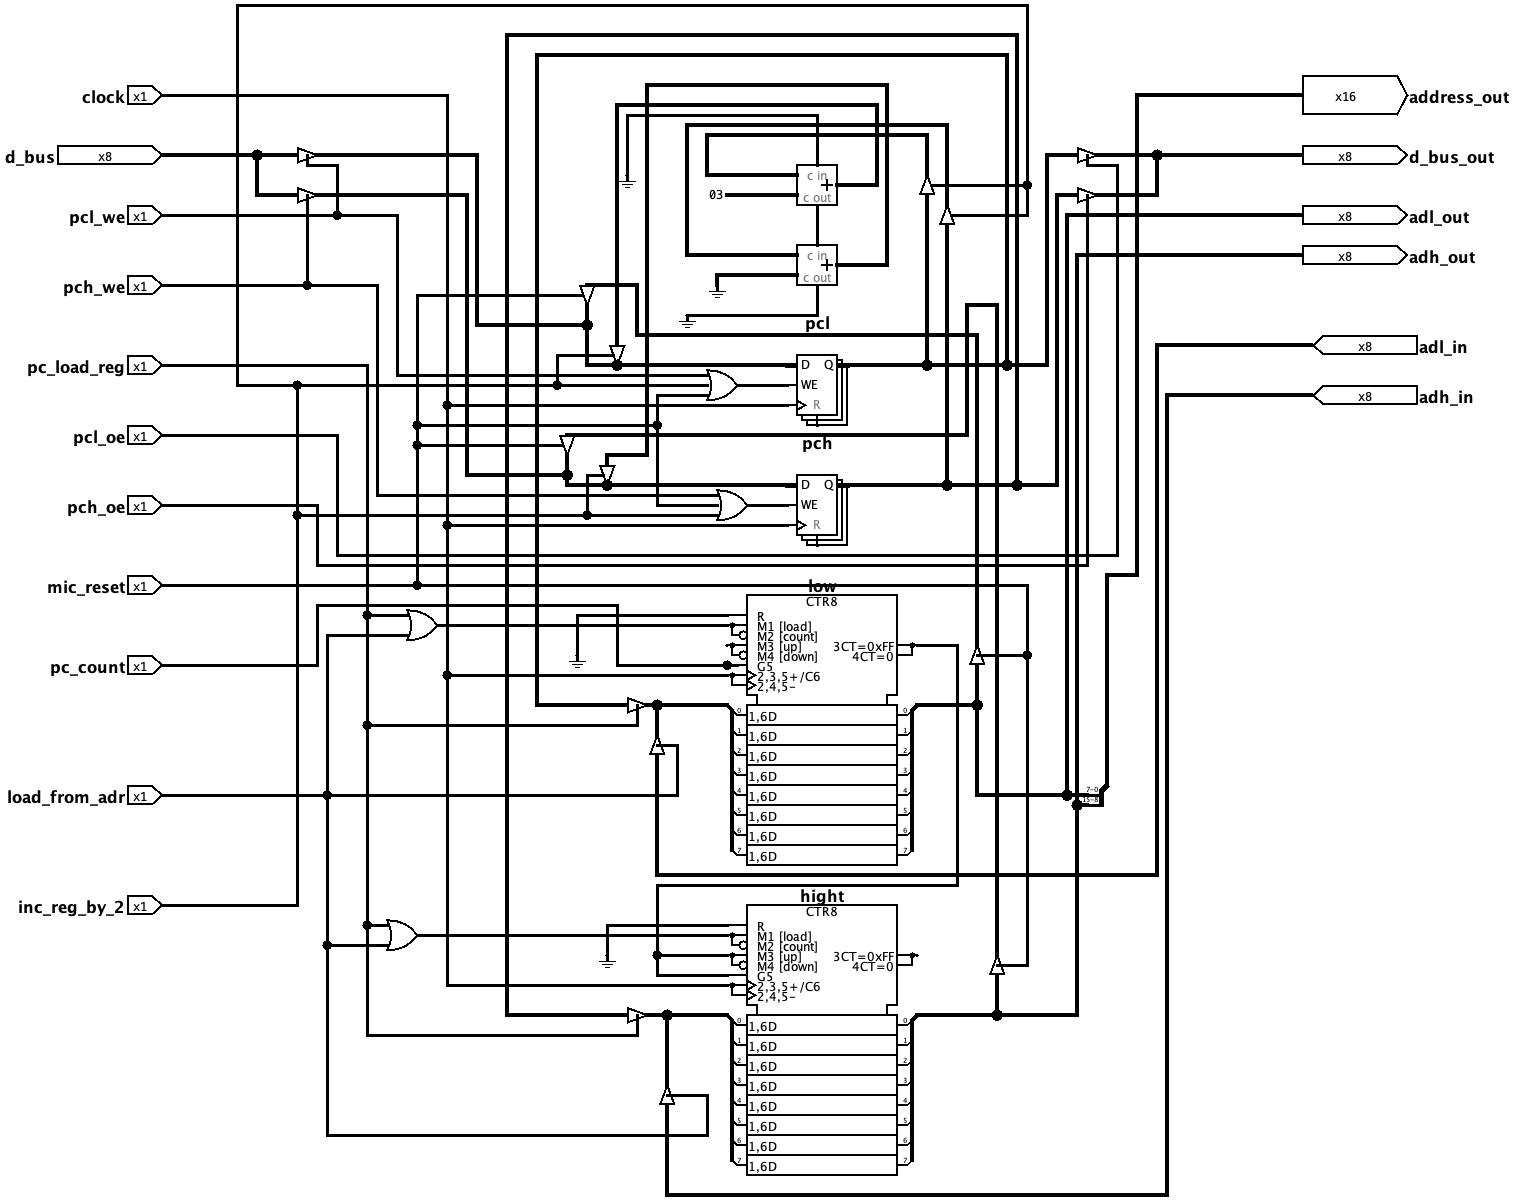 clock x1
x16 address_out
d_bus x8
x8 d_bus_out
c in
+
03
c out
pcl_we x1
x8 adl_out
c in
+
c out
x8 adh_out
pch_we x1
pcl
x8 adl_in
pc_load_reg x1
D Q
WE
R
x8 adh_in
pcl_oe x1
pch
D Q
WE
R
pch_oe x1
mic_reset x1
low
CTR8
R
M1 [load]
M2 [count]
M3 [up] 3CT=0xFF
M4 [down] 4CT=0
G5
2,3,5+/C6
2,4,5-
pc_count x1
0 1,6D 0
1 1,6D 1
2 1,6D 2
3 1,6D 3
4 1,6D 4
5 1,6D 5
6 1,6D 6
7 1,6D 7
7-0
15-8
load_from_adr x1
inc_reg_by_2 x1
hight
CTR8
R
M1 [load]
M2 [count]
M3 [up] 3CT=0xFF
M4 [down] 4CT=0
G5
2,3,5+/C6
2,4,5-
0 1,6D 0
1 1,6D 1
2 1,6D 2
3 1,6D 3
4 1,6D 4
5 1,6D 5
6 1,6D 6
7 1,6D 7